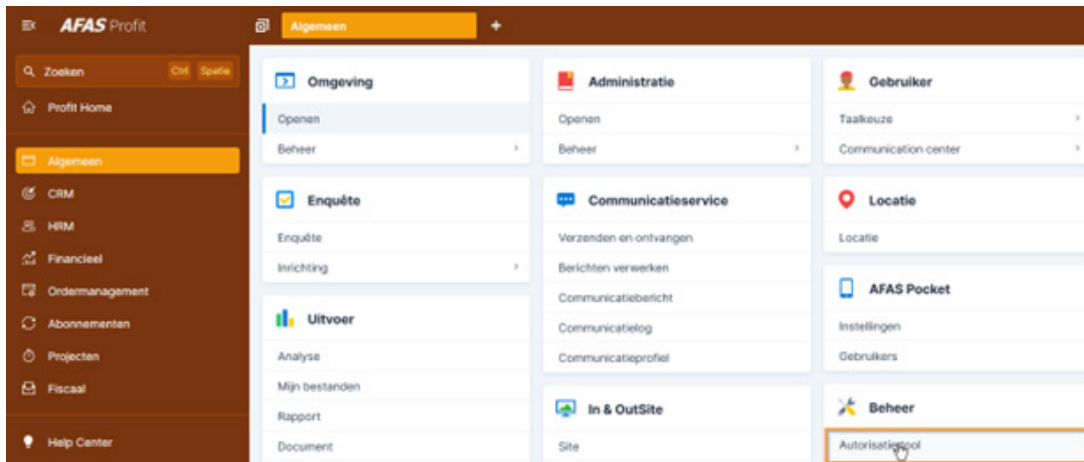 AFAS Profit
Zoeken Ctrl Spatie
Profit Home
Algemeen
CRM
HRM
Financieel
Ordermanagement
Abonnementen
Projecten
Fiscaal
Help Center
Algemeen +
Omgeving
Openen
Beheer
Enquête
Enquête
Inrichting
Uitvoer
Analyse
Mijn bestanden
Rapport
Document
Administratie
Openen
Beheer
Communicatieservice
Verzenden en ontvangen
Berichten verwerken
Communicatiebericht
Communicatielog
Communicatieprofiel
In & OutSite
Site
Gebruiker
Taalkeuze
Communication center
Locatie
Locatie
AFAS Pocket
Instellingen
Gebruikers
Beheer
Autorisatietool